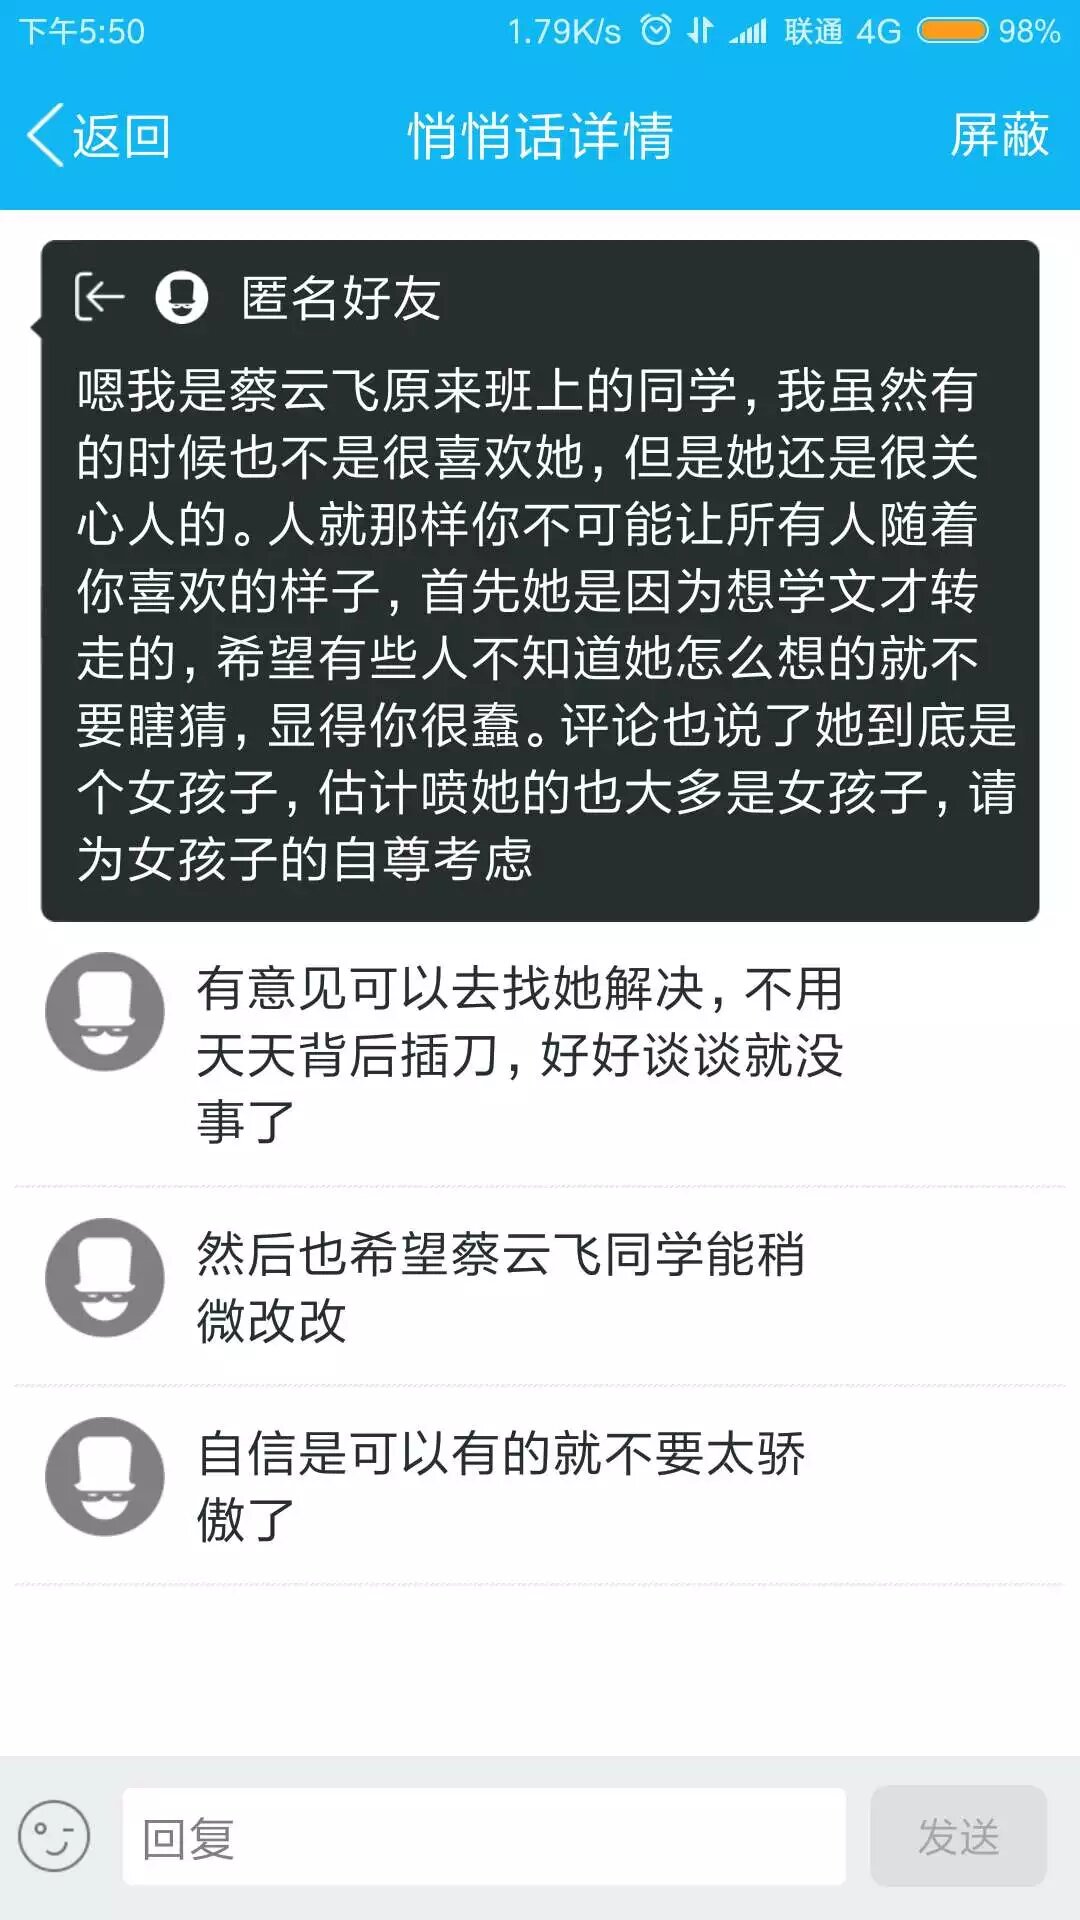 下午5:50 1.79K/s 联通 4G 98%
返回 悄悄话详情 屏蔽
匿名好友
嗯我是蔡云飞原来班上的同学，我虽然有
的时候也不是很喜欢她，但是她还是很关
心人的。人就那样你不可能让所有人随着
你喜欢的样子，首先她是因为想学文才转
走的，希望有些人不知道她怎么想的就不
要瞎猜，显得你很蠢。评论也说了她到底是
个女孩子，估计喷她的也大多是女孩子，请
为女孩子的自尊考虑
有意见可以去找她解决，不用
天天背后插刀，好好谈谈就没
事了
然后也希望蔡云飞同学能稍
微改改
自信是可以有的就不要太骄
傲了
回复 发送